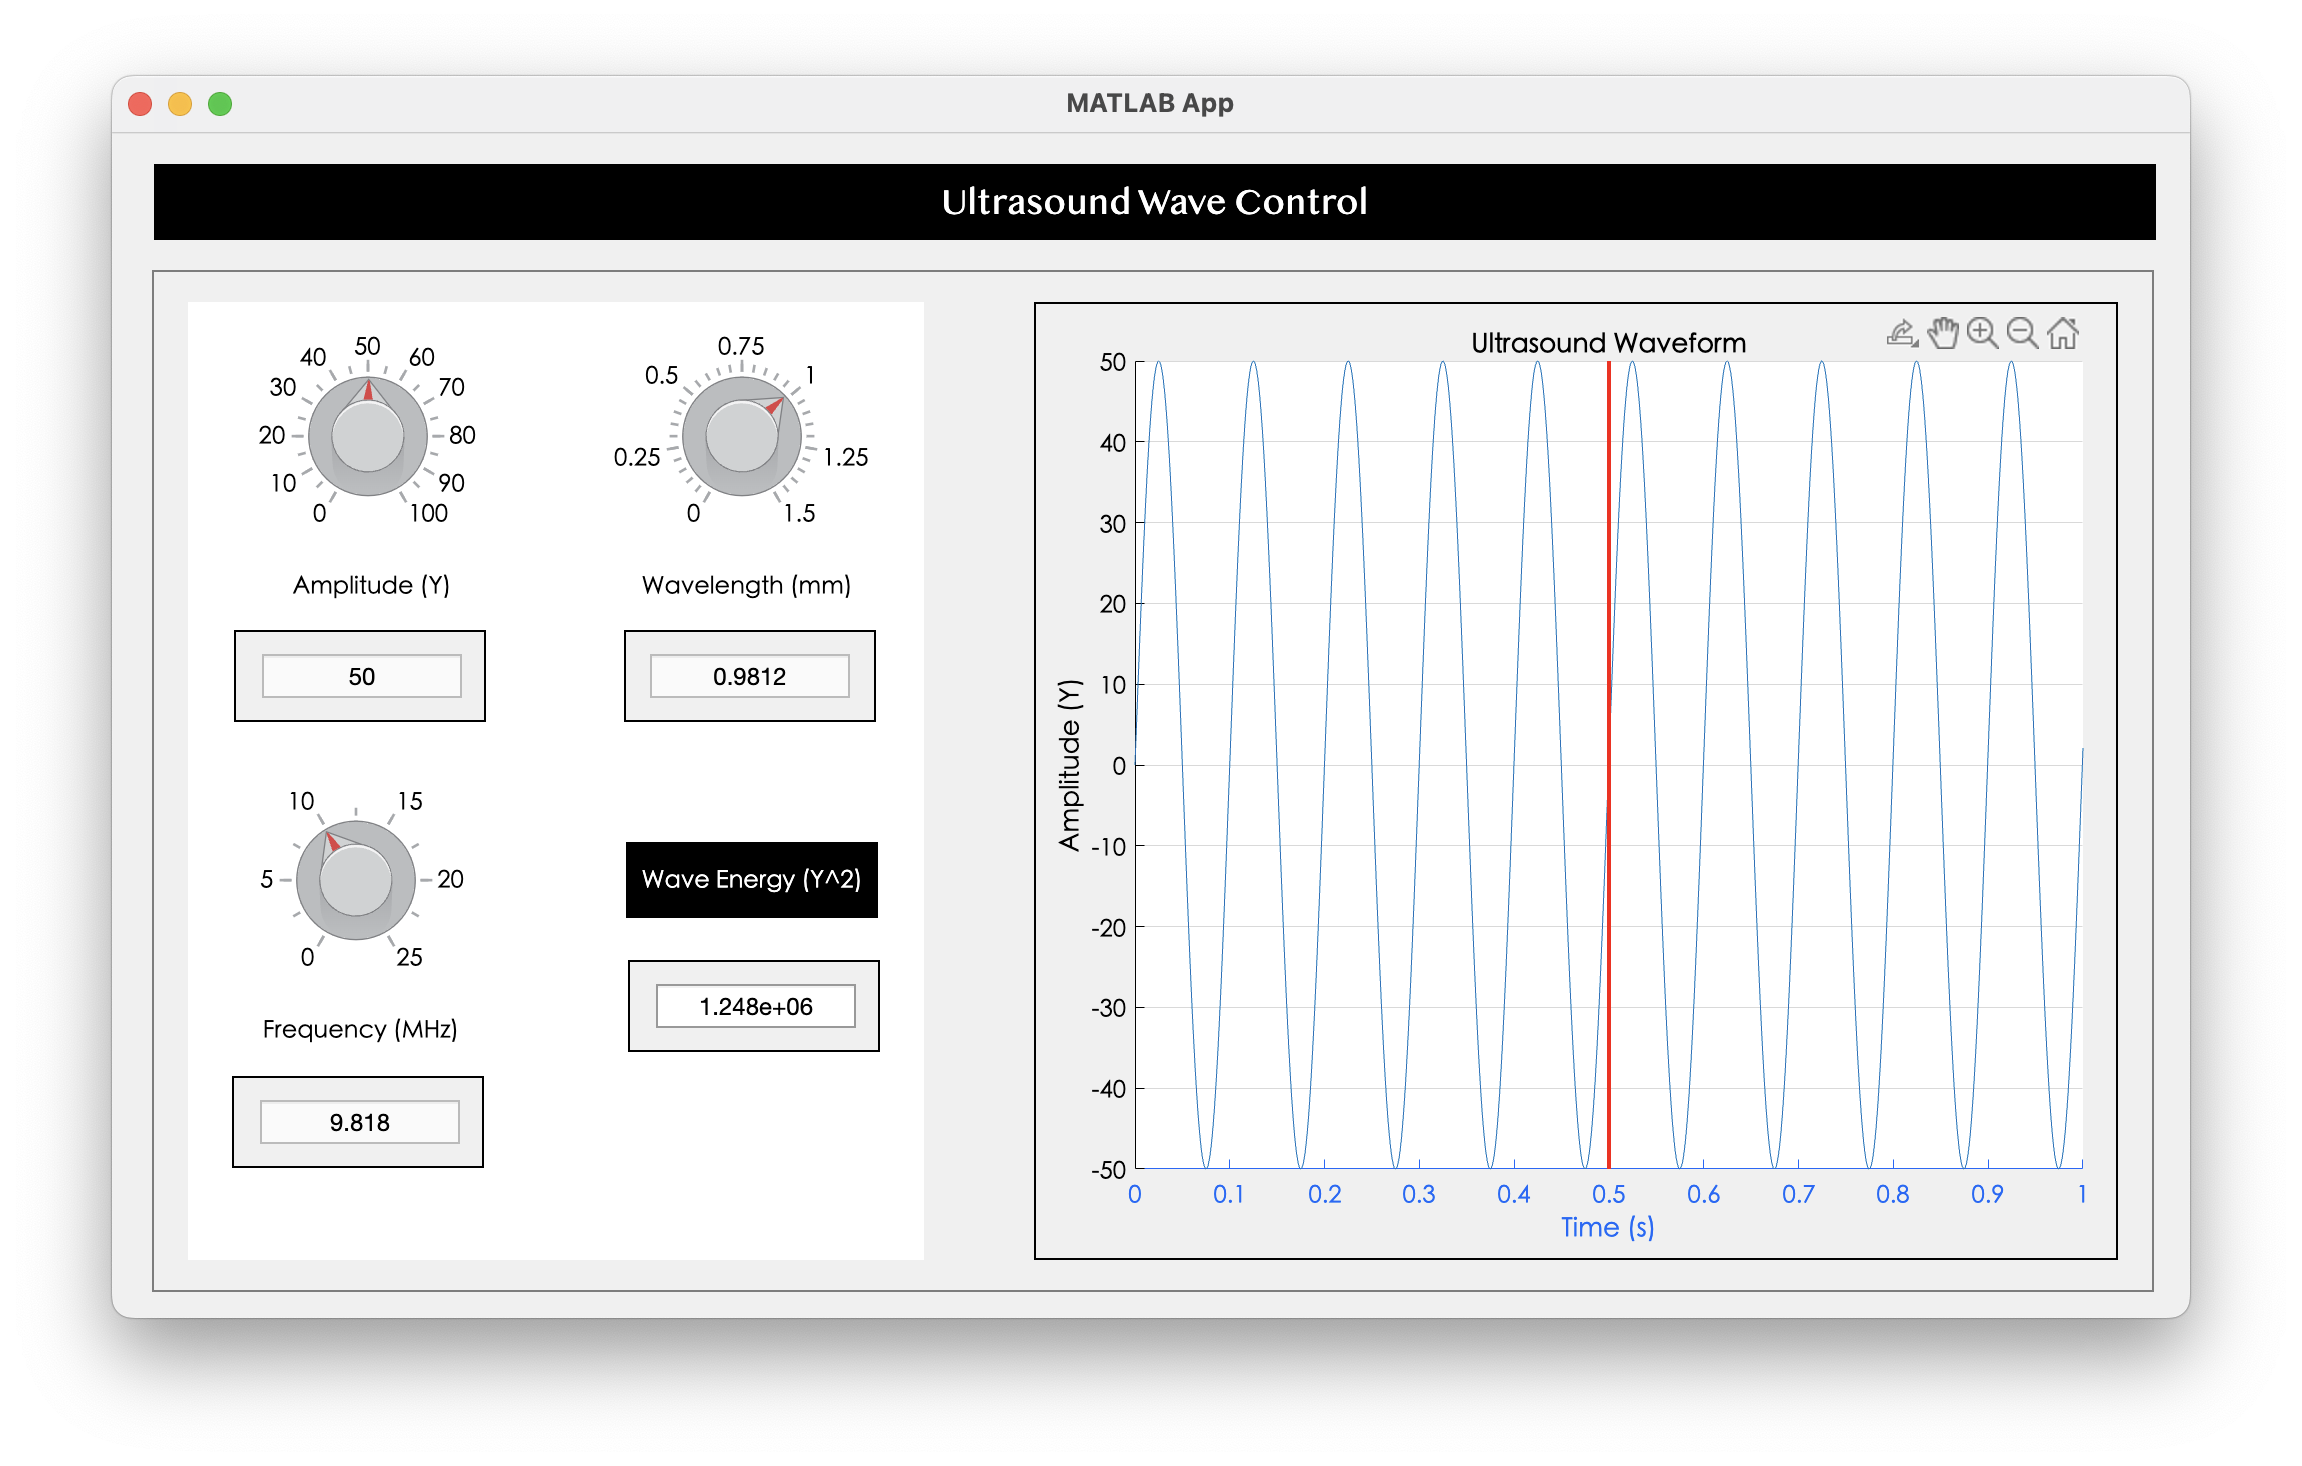 MATLAB App
Ultrasound Wave Control
50
40 60
30 70
20 80
10 90
0 100
Amplitude (Y)
50
0.75
0.5 1
0.25 1.25
0 1.5
Wavelength (mm)
0.9812
10 15
5 20
0 25
Frequency (MHz)
9.818
Wave Energy (Y^2)
1.248e+06
Ultrasound Waveform
50
40
30
20
10
0
-10
-20
-30
-40
-50
Amplitude (Y)
0 0.1 0.2 0.3 0.4 0.5 0.6 0.7 0.8 0.9 1
Time (s)